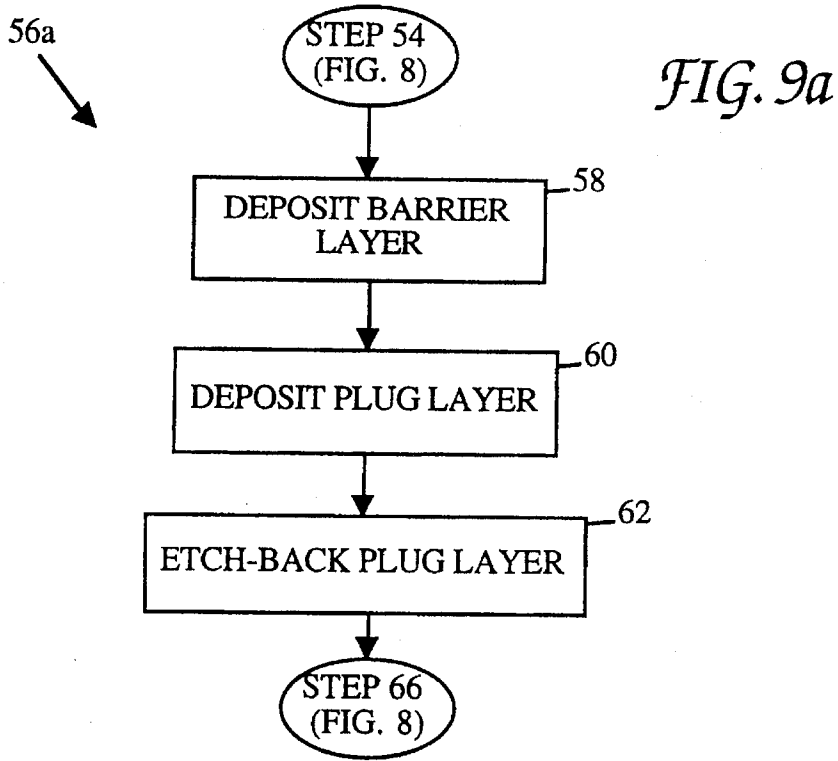 56a
STEP 54
(FIG. 8)
FIG. 9a
58
DEPOSIT BARRIER
LAYER
60
DEPOSIT PLUG LAYER
62
ETCH-BACK PLUG LAYER
STEP 66
(FIG. 8)